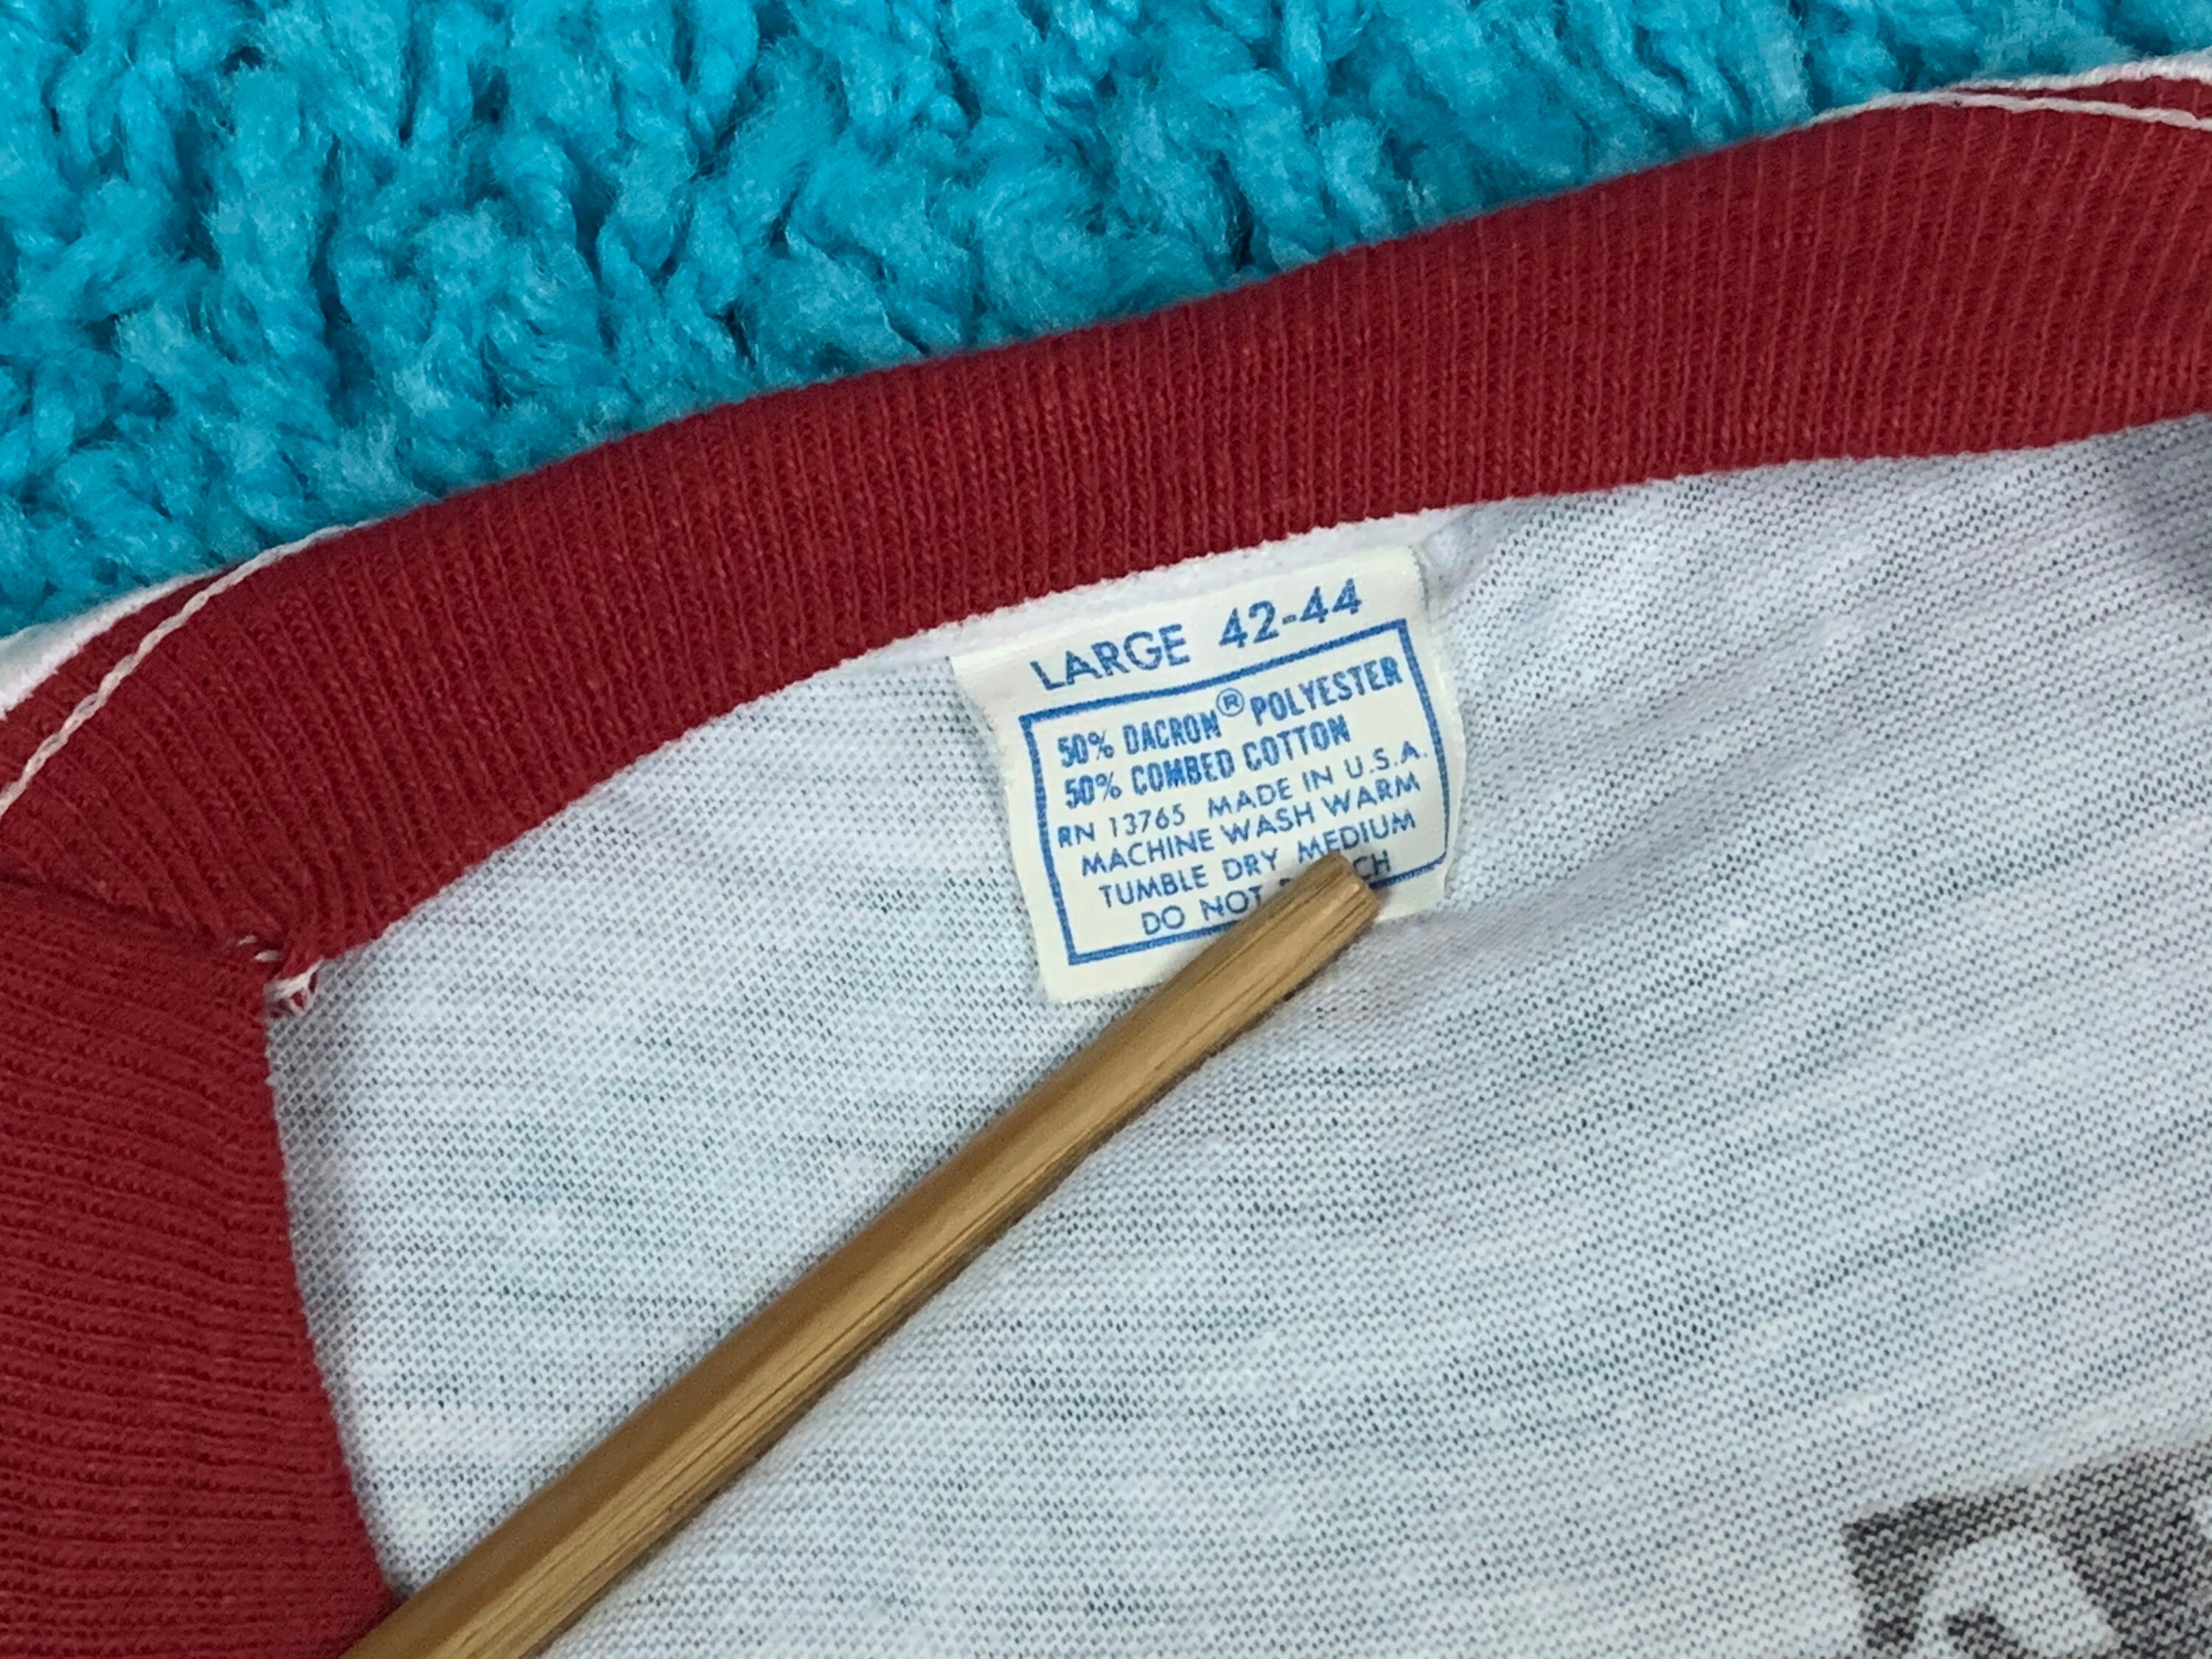 LARGE 42-44
50% DACRON® POLYESTER
50% COMBED COTTON
RN 13765 MADE IN U.S.A.
MACHINE WASH WARM
TUMBLE DRY MEDIUM
DO NOT